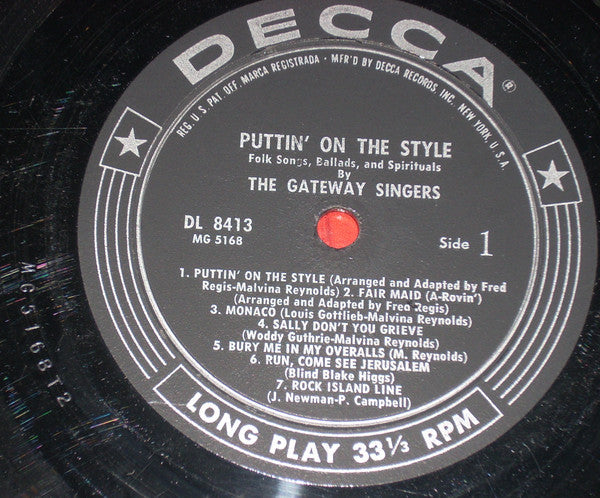 DECCA®
REG. U.S. PAT. OFF. MARCA REGISTRADA · MFR'D BY DECCA RECORDS, INC., NEW YORK, U.S.A.
PUTTIN' ON THE STYLE
Folk Songs, Ballads, and Spirituals
By
THE GATEWAY SINGERS
DL 8413
MG 5168
Side 1
1. PUTTIN' ON THE STYLE (Arranged and Adapted by Fred
Regis-Malvina Reynolds) 2. FAIR MAID (A-Rovin')
(Arranged and Adapted by Fred Regis)
3. MONACO (Louis Gottlieb-Malvina Reynolds)
4. SALLY DON'T YOU GRIEVE
(Woddy Guthrie-Malvina Reynolds)
5. BURY ME IN MY OVERALLS (M. Reynolds)
6. RUN, COME SEE JERUSALEM
(Blind Blake Higgs)
7. ROCK ISLAND LINE
(J. Newman-P. Campbell)
LONG PLAY 33⅓ RPM
MG5168T2